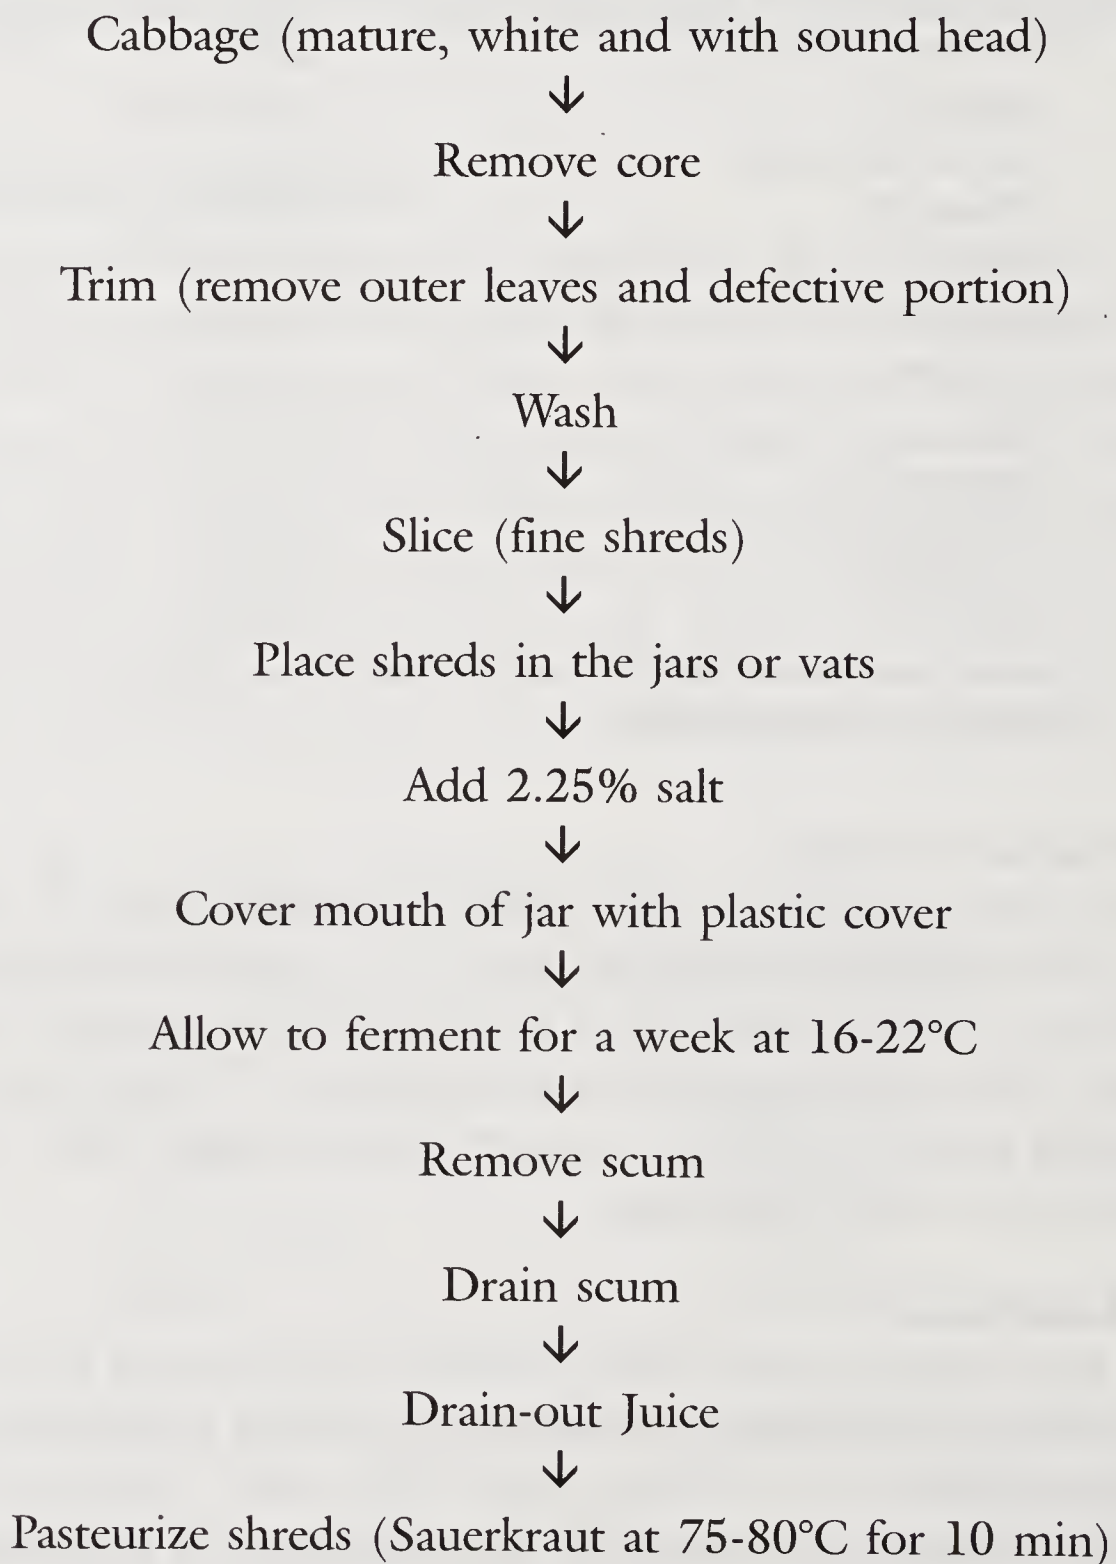 Cabbage (mature, white and with sound head)
↓
Remove core
↓
Trim (remove outer leaves and defective portion)
↓
Wash
↓
Slice (fine shreds)
↓
Place shreds in the jars or vats
↓
Add 2.25% salt
↓
Cover mouth of jar with plastic cover
↓
Allow to ferment for a week at 16-22°C
↓
Remove scum
↓
Drain scum
↓
Drain-out Juice
↓
Pasteurize shreds (Sauerkraut at 75-80°C for 10 min)